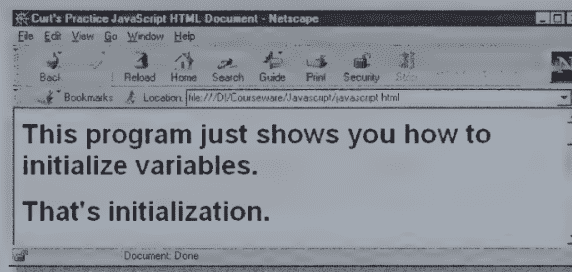 Curt's Practice JavaScript HTML Document - Netscape
File Edit View Go Window Help
Back Reload Home Search Guide Print Security Stop
Bookmarks Location: file:///D|/Courseware/Javascript/javascript.html
This program just shows you how to
initialize variables.
That's initialization.
Document: Done